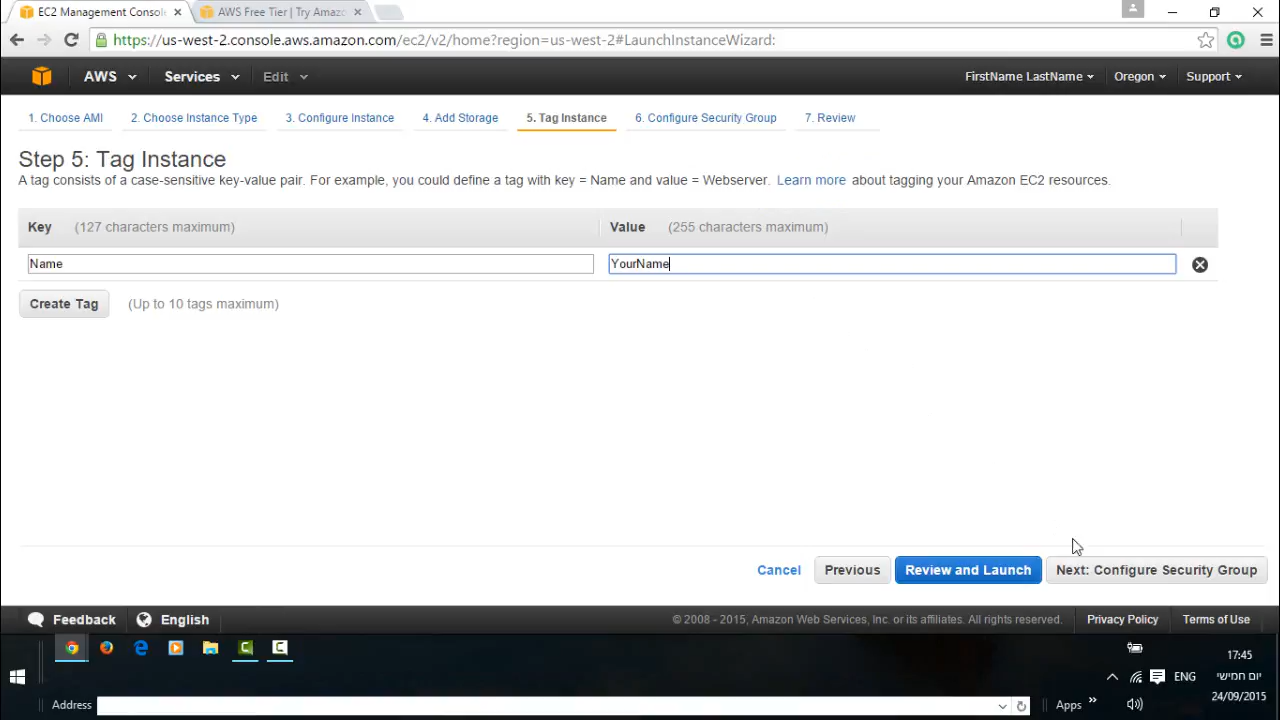 EC2 Management Consol
AWS Free Tier | Try Amazo
https://us-west-2.console.aws.amazon.com/ec2/v2/home?region=us-west-2#LaunchInstanceWizard:
AWS Services Edit FirstName LastName Oregon Support
1. Choose AMI 2. Choose Instance Type 3. Configure Instance 4. Add Storage 5. Tag Instance 6. Configure Security Group 7. Review
Step 5: Tag Instance
A tag consists of a case-sensitive key-value pair. For example, you could define a tag with key = Name and value = Webserver. Learn more about tagging your Amazon EC2 resources.
Key (127 characters maximum) Value (255 characters maximum)
Name YourName
Create Tag (Up to 10 tags maximum)
Cancel Previous Review and Launch Next: Configure Security Group
Feedback English © 2008 - 2015, Amazon Web Services, Inc. or its affiliates. All rights reserved. Privacy Policy Terms of Use
17:45
ENG יום חמישי
24/09/2015
Address Apps